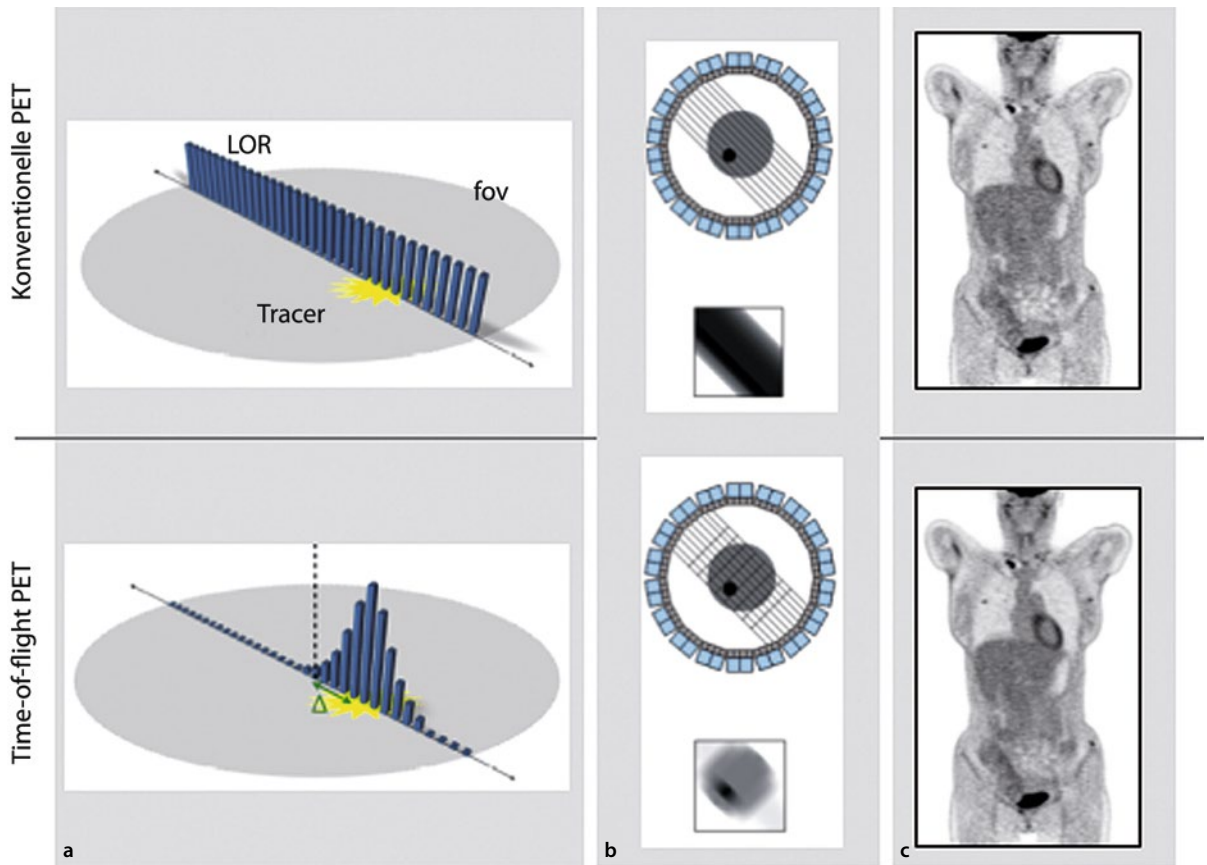 Konventionelle PET
LOR
fov
Tracer
Time-of-flight PET
Δ
a
b
c